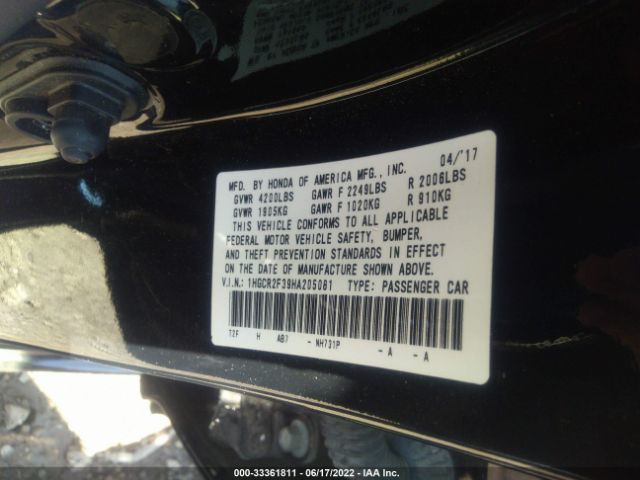 MFD. BY HONDA OF AMERICA MFG., INC. 04/'17
GVWR 4200LBS GAWR F 2249LBS R 2006LBS
GVWR 1905KG GAWR F 1020KG R 910KG
THIS VEHICLE CONFORMS TO ALL APPLICABLE
FEDERAL MOTOR VEHICLE SAFETY, BUMPER,
AND THEFT PREVENTION STANDARDS IN EFFECT
ON THE DATE OF MANUFACTURE SHOWN ABOVE.
V.I.N.: 1HGCR2F39HA205081 TYPE: PASSENGER CAR
T2F H AB7 - NH731P - A - A
000-33361811 - 06/17/2022 - IAA Inc.